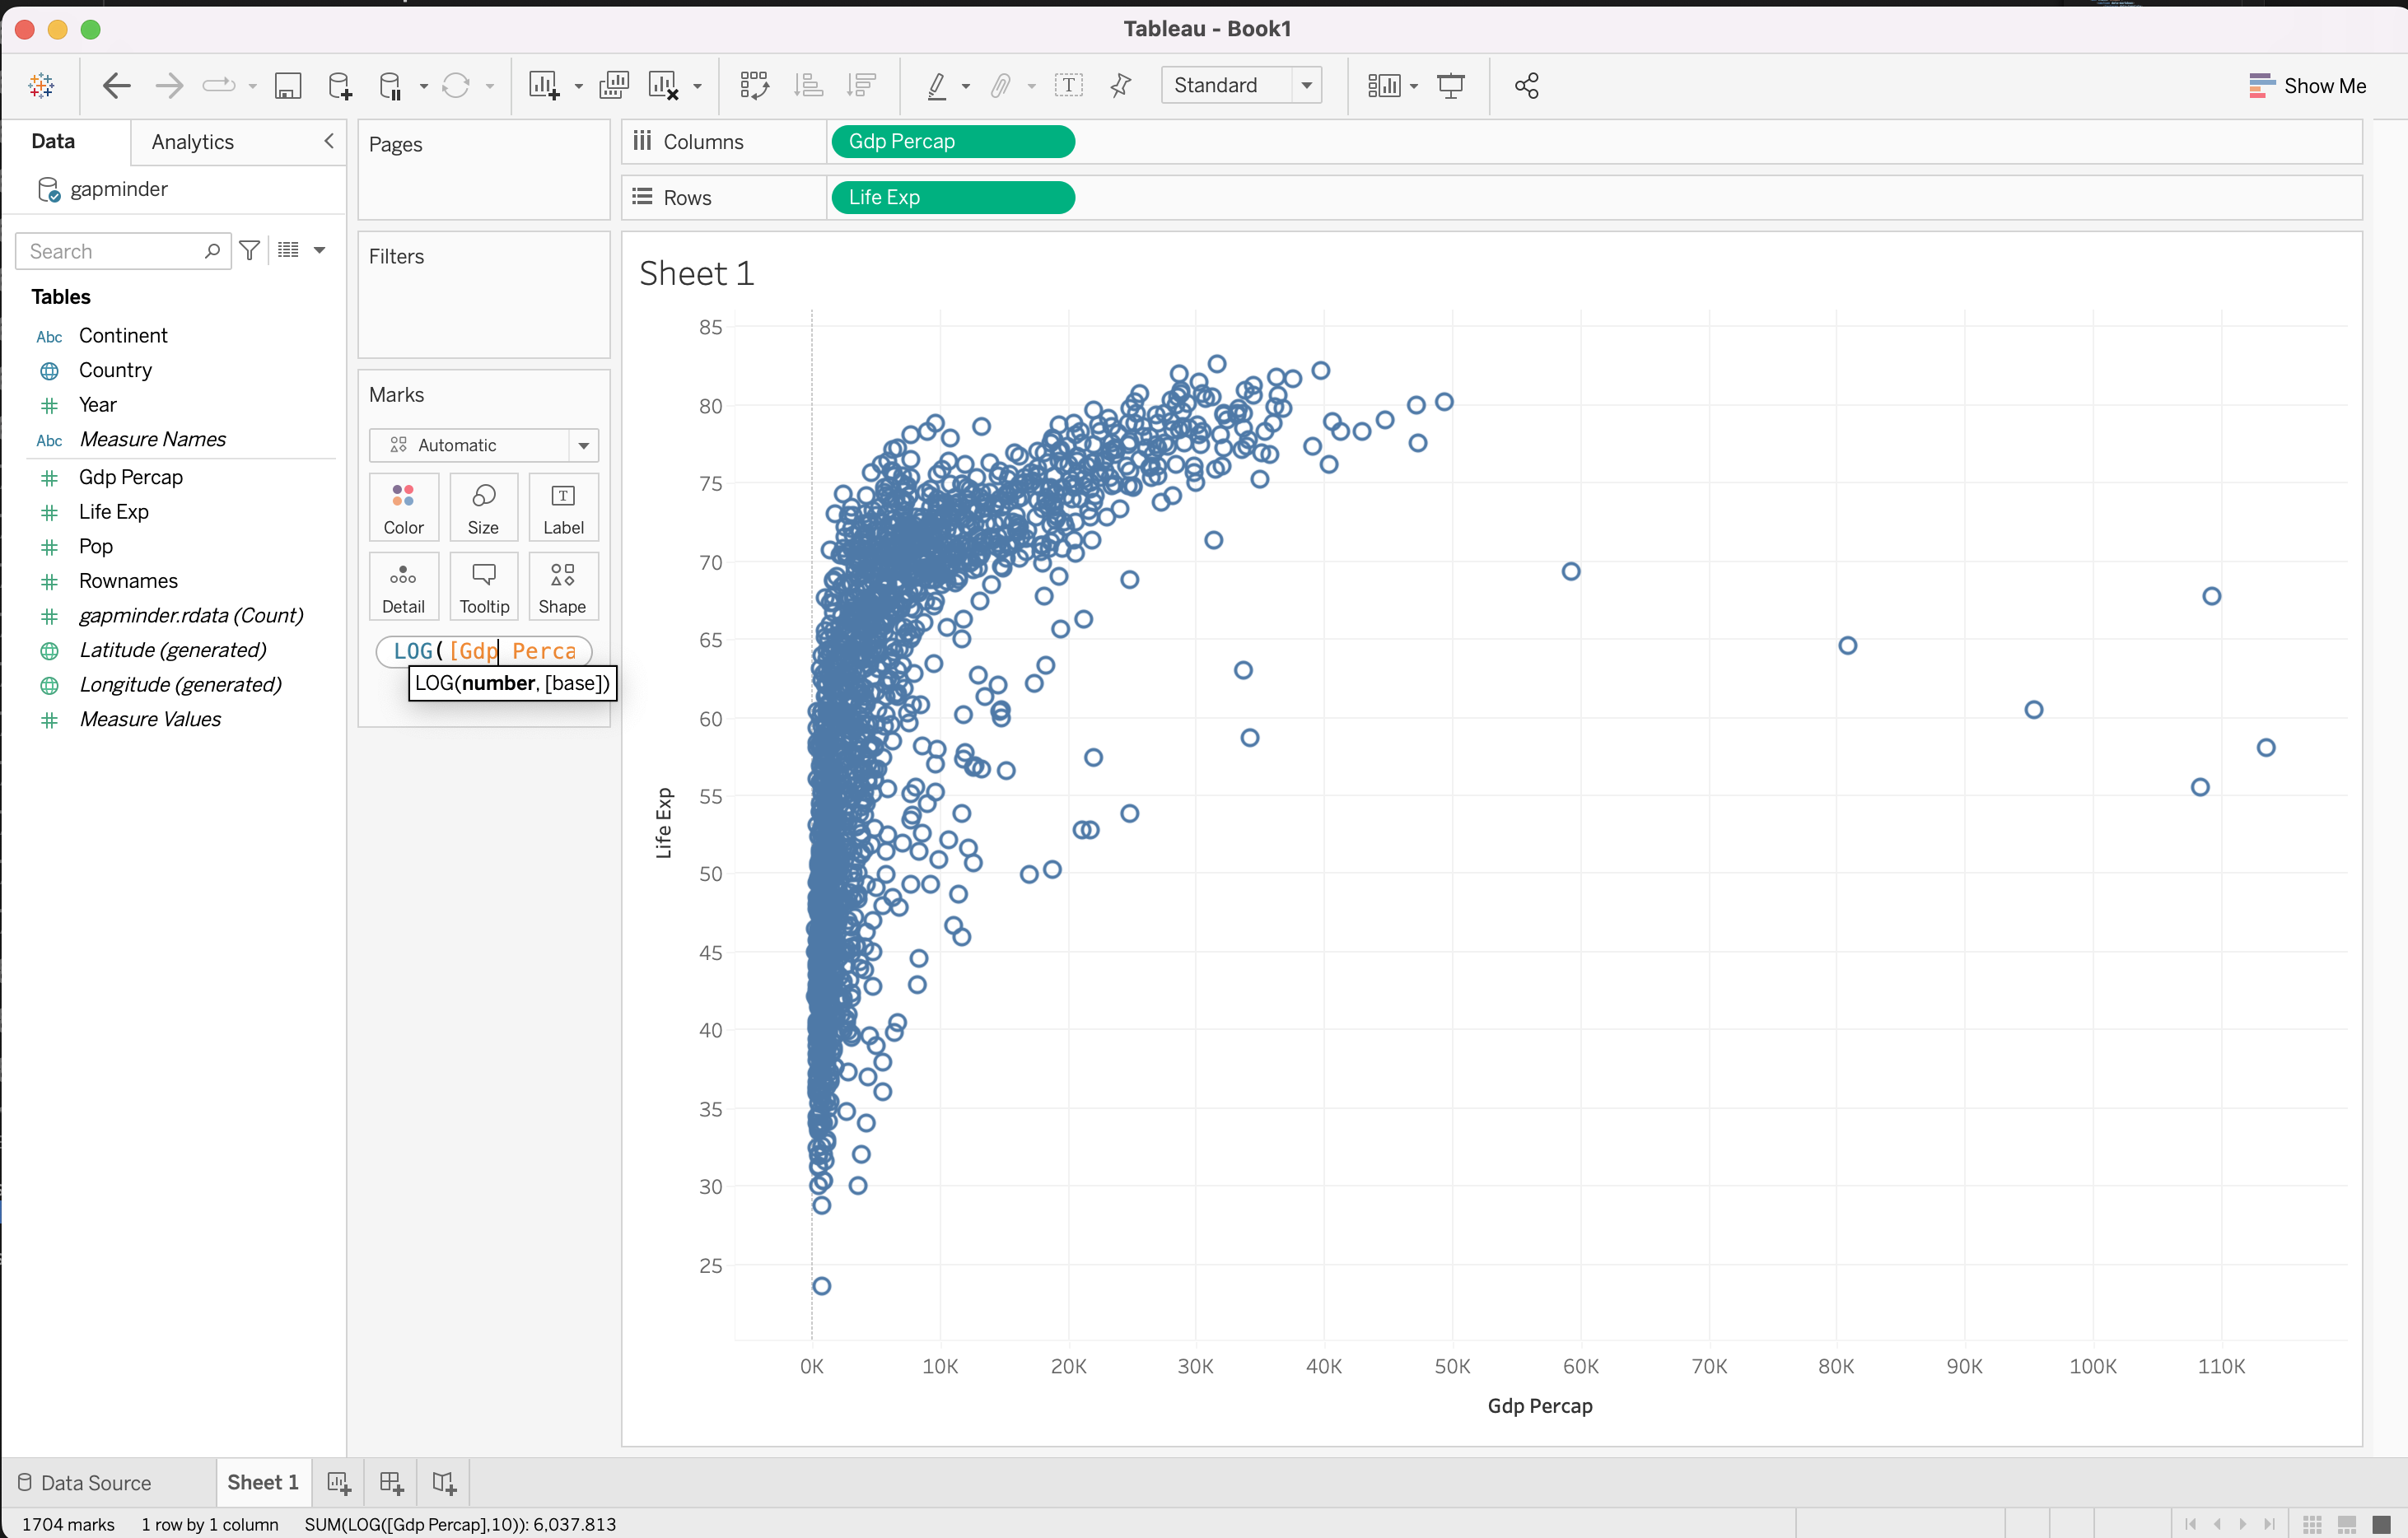 Tableau - Book1
Standard
Show Me
Data
Analytics
gapminder
Search
Tables
Abc Continent
Country
Year
Abc Measure Names
Gdp Percap
Life Exp
Pop
Rownames
gapminder.rdata (Count)
Latitude (generated)
Longitude (generated)
Measure Values
Pages
Filters
Marks
Automatic
Color
Size
Label
Detail
Tooltip
Shape
LOG([Gdp Perca
LOG(number, [base])
Columns
Gdp Percap
Rows
Life Exp
Sheet 1
85
80
75
70
65
60
55
50
45
40
35
30
25
Life Exp
0K
10K
20K
30K
40K
50K
60K
70K
80K
90K
100K
110K
Gdp Percap
Data Source
Sheet 1
1704 marks
1 row by 1 column
SUM(LOG([Gdp Percap],10)): 6,037.813